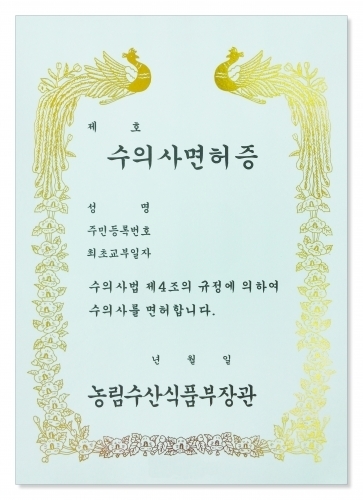 제 호
수의사면허증
성 명
주민등록번호
최초교부일자
수의사법 제4조의 규정에 의하여
수의사를 면허합니다.
년 월 일
농림수산식품부장관